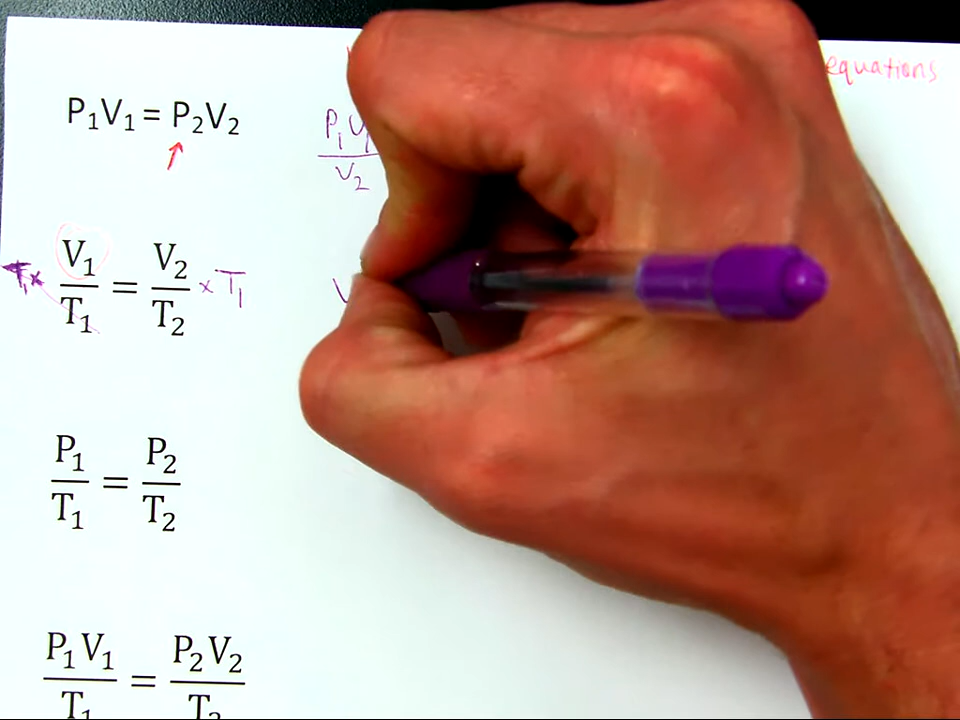 equations
P₁V₁ = P₂V₂
P₁V₁
V₂
T₁ × V₁/T₁ = V₂/T₂ × T₁
V
P₁/T₁ = P₂/T₂
P₁V₁/T₁ = P₂V₂/T₂